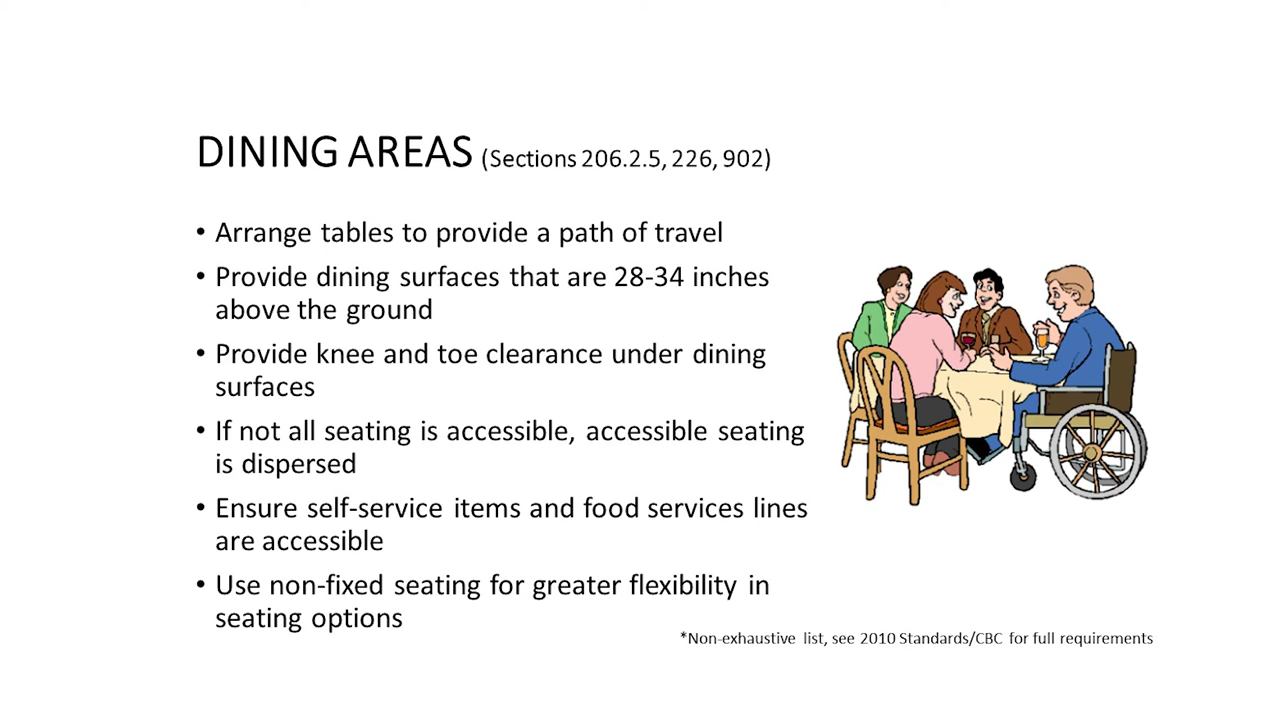 DINING AREAS (Sections 206.2.5, 226, 902)
• Arrange tables to provide a path of travel
• Provide dining surfaces that are 28-34 inches
above the ground
• Provide knee and toe clearance under dining
surfaces
• If not all seating is accessible, accessible seating
is dispersed
• Ensure self-service items and food services lines
are accessible
• Use non-fixed seating for greater flexibility in
seating options
*Non-exhaustive list, see 2010 Standards/CBC for full requirements